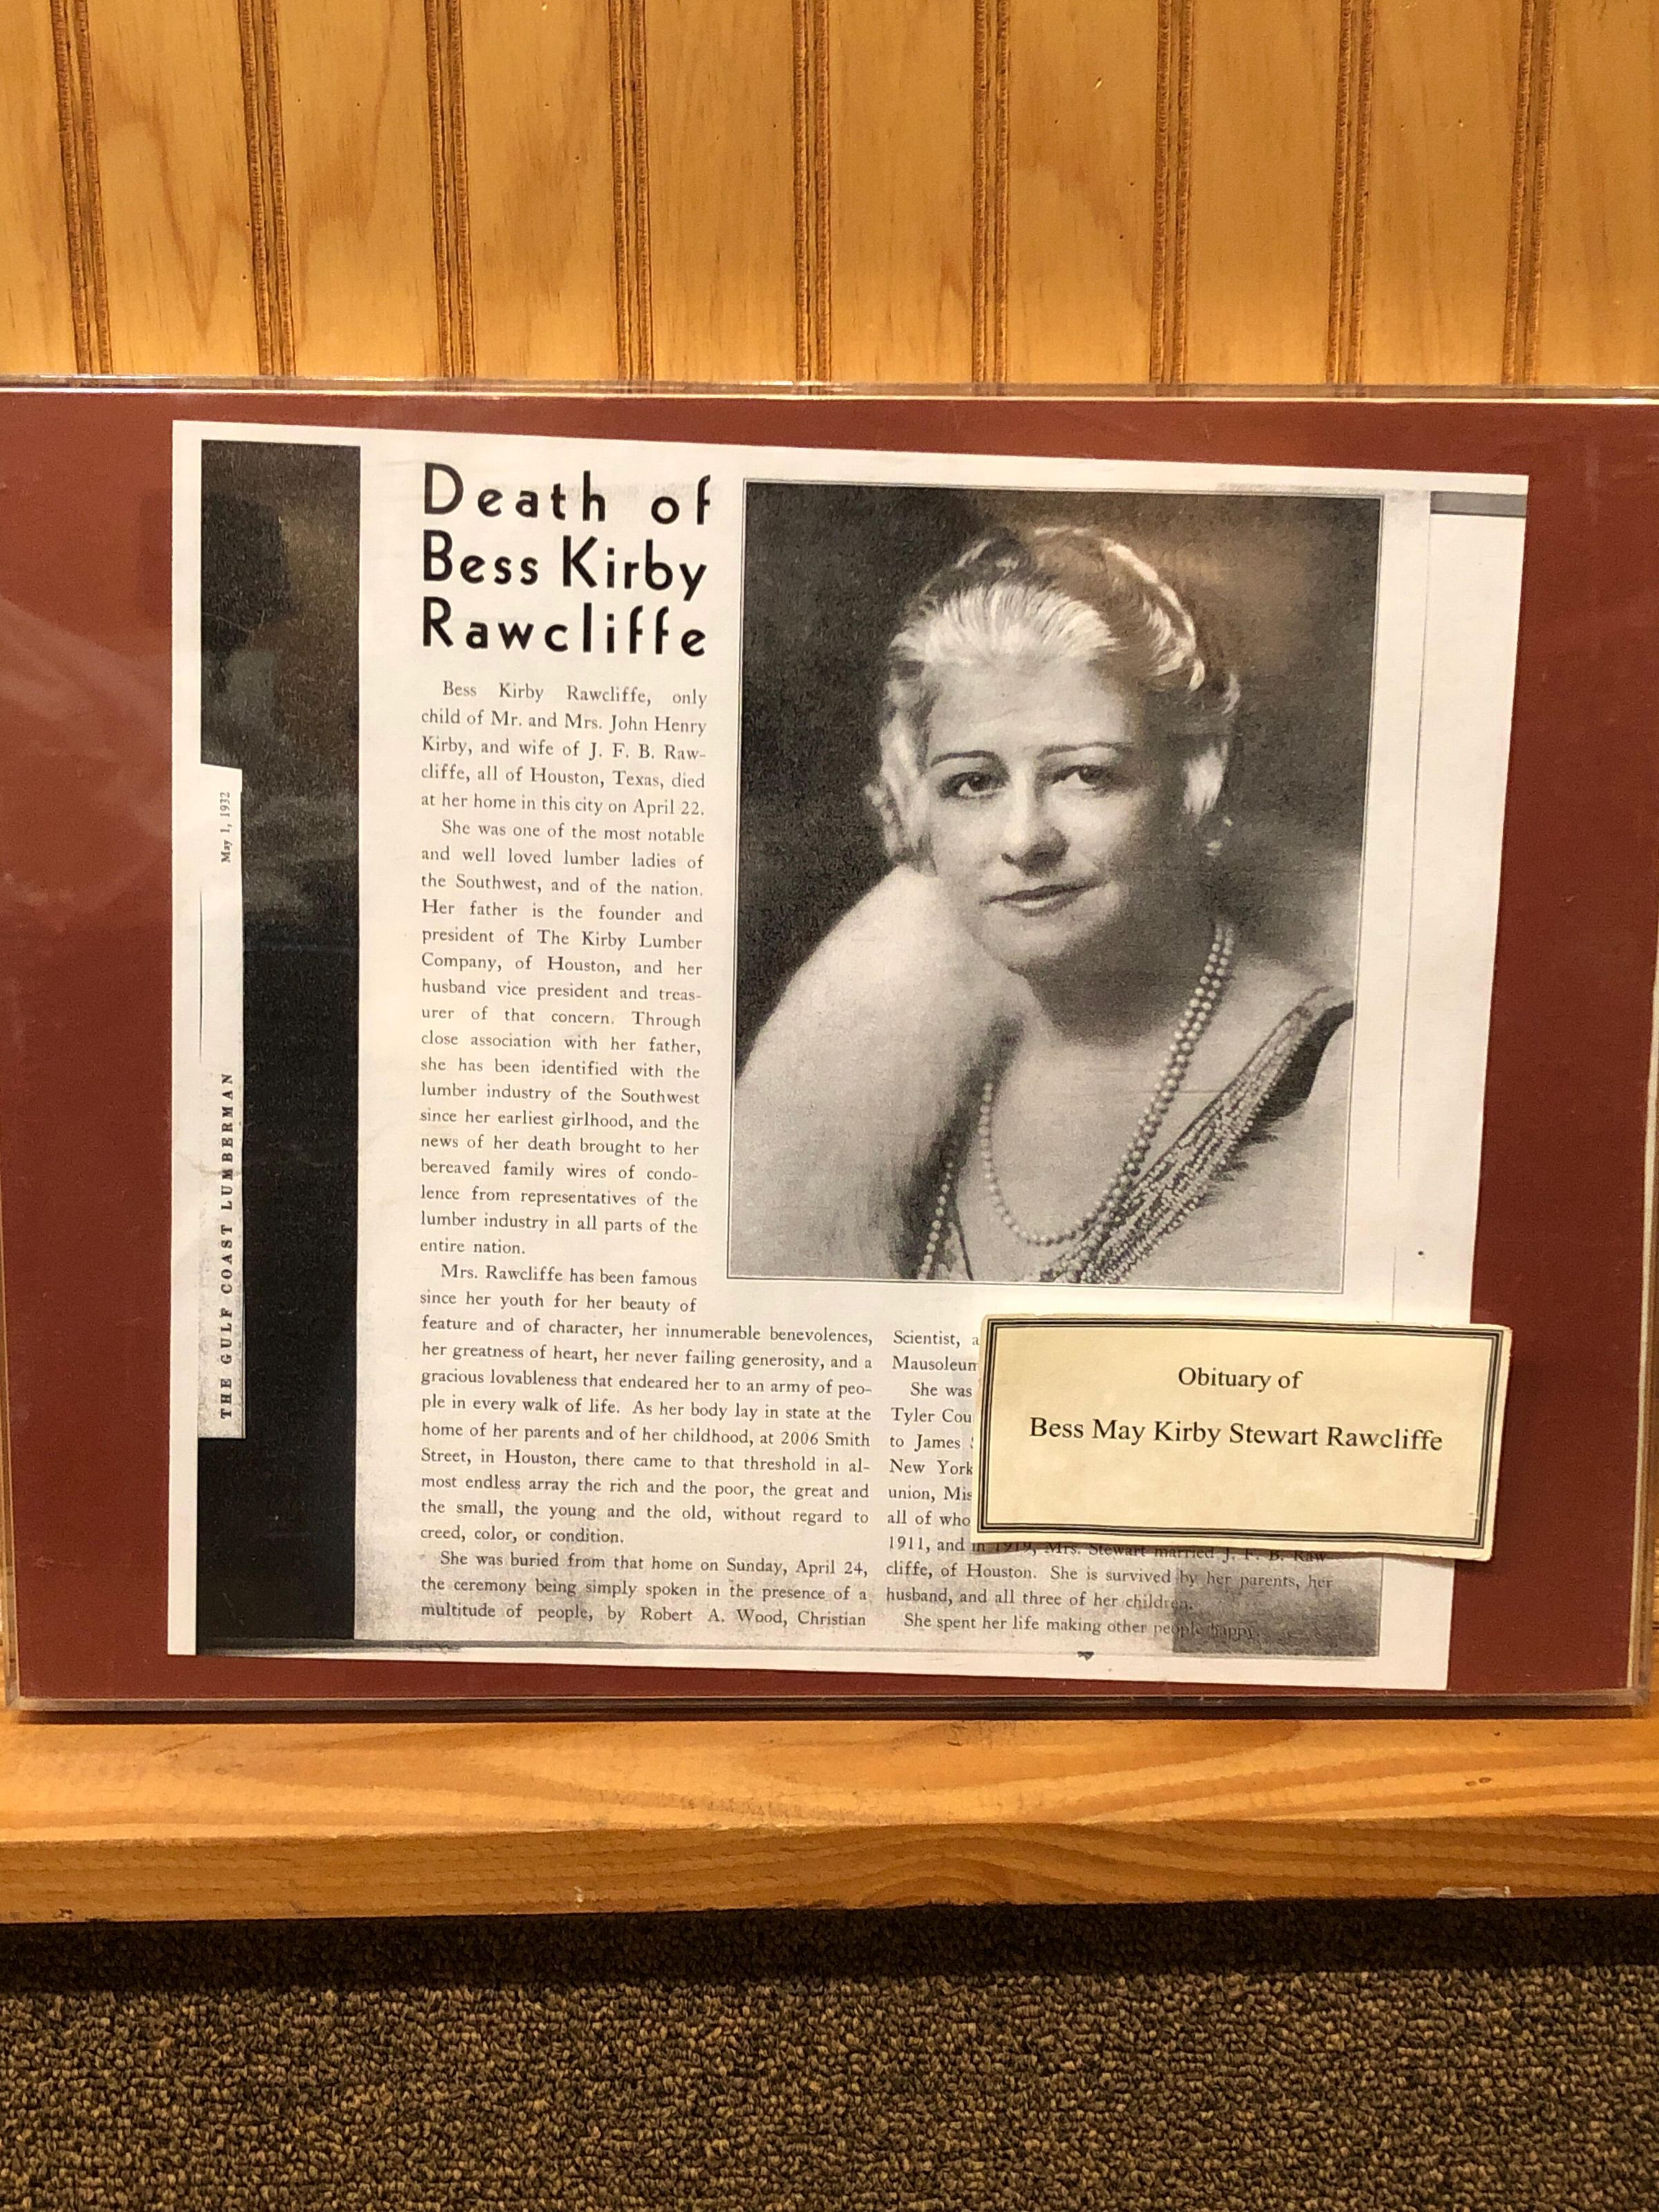 Death of
Bess Kirby
Rawcliffe
Bess Kirby Rawcliffe, only
child of Mr. and Mrs. John Henry
Kirby, and wife of J. F. B. Raw-
cliffe, all of Houston, Texas, died
at her home in this city on April 22.
She was one of the most notable
and well loved lumber ladies of
the Southwest, and of the nation.
Her father is the founder and
president of The Kirby Lumber
Company, of Houston, and her
husband vice president and treas-
urer of that concern. Through
close association with her father,
she has been identified with the
lumber industry of the Southwest
since her earliest girlhood, and the
news of her death brought to her
bereaved family wires of condo-
lence from representatives of the
lumber industry in all parts of the
entire nation.
Mrs. Rawcliffe has been famous
since her youth for her beauty of
feature and of character, her innumerable benevolences,
her greatness of heart, her never failing generosity, and a
gracious lovableness that endeared her to an army of peo-
ple in every walk of life. As her body lay in state at the
home of her parents and of her childhood, at 2006 Smith
Street, in Houston, there came to that threshold in al-
most endless array the rich and the poor, the great and
the small, the young and the old, without regard to
creed, color, or condition.
She was buried from that home on Sunday, April 24,
the ceremony being simply spoken in the presence of a
multitude of people, by Robert A. Wood, Christian
Scientist,
She was
Tyler
to James
New York
union,
all of
1911, and in 1919, Mrs. Stewart married J. F. B. Raw-
cliffe, of Houston. She is survived by her parents, her
husband, and all three of her children.
She spent her life making other people happy.
Obituary of
Bess May Kirby Stewart Rawcliffe
THE GULF COAST LUMBERMAN
May 1, 1932